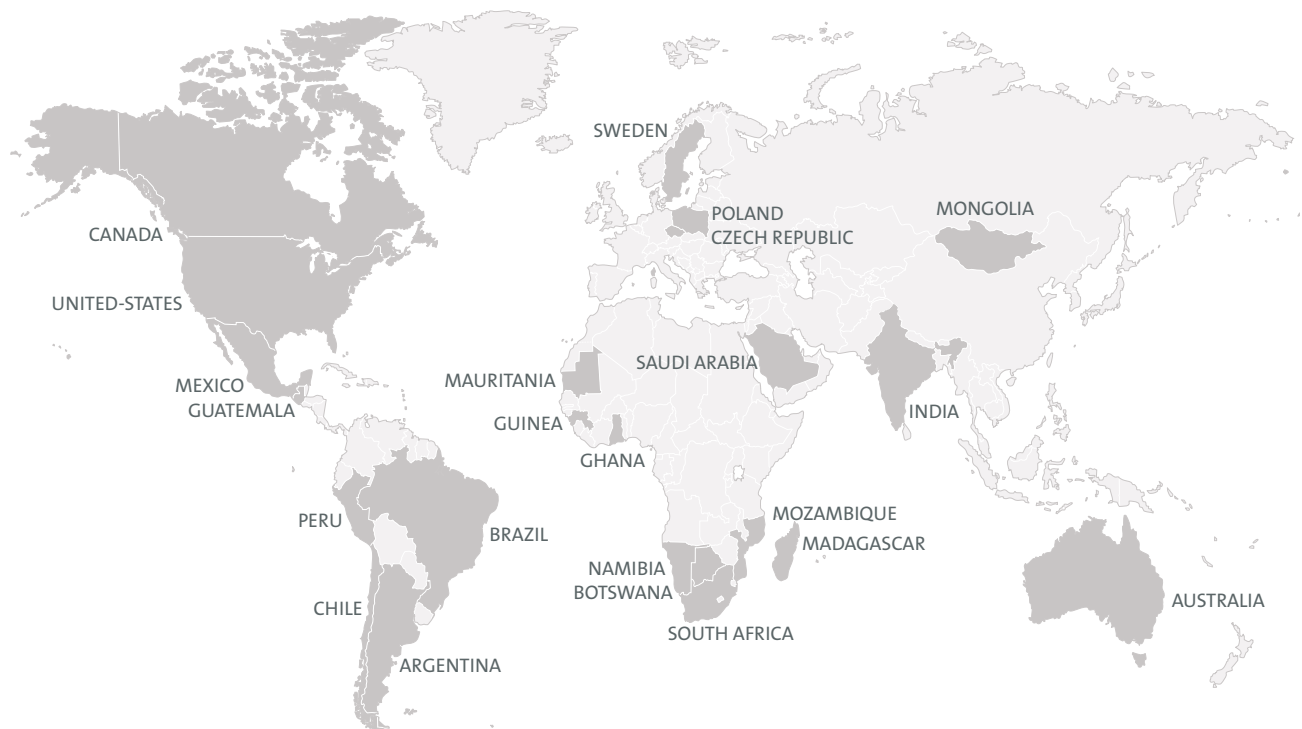 SWEDEN
POLAND
CZECH REPUBLIC
MONGOLIA
CANADA
UNITED-STATES
MEXICO
GUATEMALA
MAURITANIA
SAUDI ARABIA
GUINEA
INDIA
GHANA
PERU
BRAZIL
MOZAMBIQUE
MADAGASCAR
NAMIBIA
BOTSWANA
CHILE
AUSTRALIA
SOUTH AFRICA
ARGENTINA